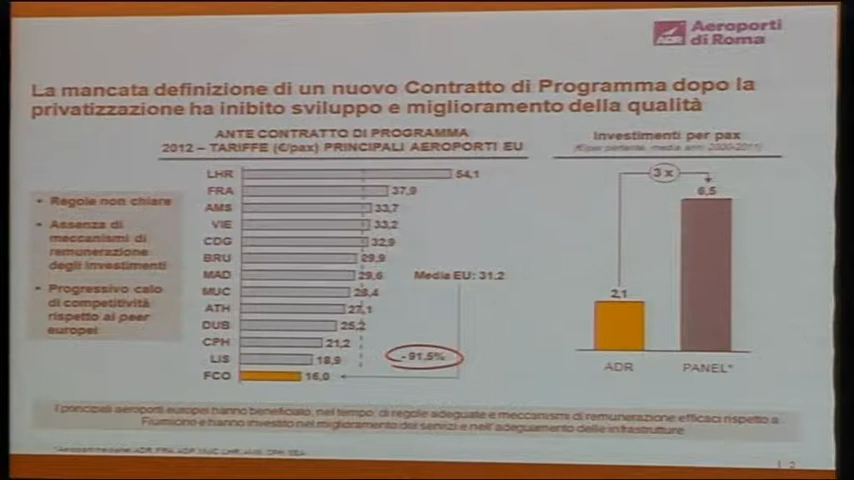 Aeroporti
di Roma
ADR
La mancata definizione di un nuovo Contratto di Programma dopo la
privatizzazione ha inibito sviluppo e miglioramento della qualità
ANTE CONTRATTO DI PROGRAMMA
2012 – TARIFFE (€/pax) PRINCIPALI AEROPORTI EU
• Regole non chiare
• Assenza di
meccanismi di
remunerazione
degli investimenti
• Progressivo calo
di competitività
rispetto ai peer
europei
LHR 54,1
FRA 37,9
AMS 33,7
VIE 33,2
CDG 32,9
BRU 29,9
MAD 29,6
MUC 28,4
ATH 27,1
DUB 25,2
CPH 21,2
LIS 18,9
FCO 16,0
Media EU: 31,2
- 91,5%
Investimenti per pax
3 x
6,5
2,1
ADR PANEL*
I principali aeroporti europei hanno beneficiato, nel tempo, di regole adeguate e meccanismi di remunerazione efficaci rispetto a
Fiumicino e hanno investito nel miglioramento dei servizi e nell'adeguamento delle infrastrutture
2